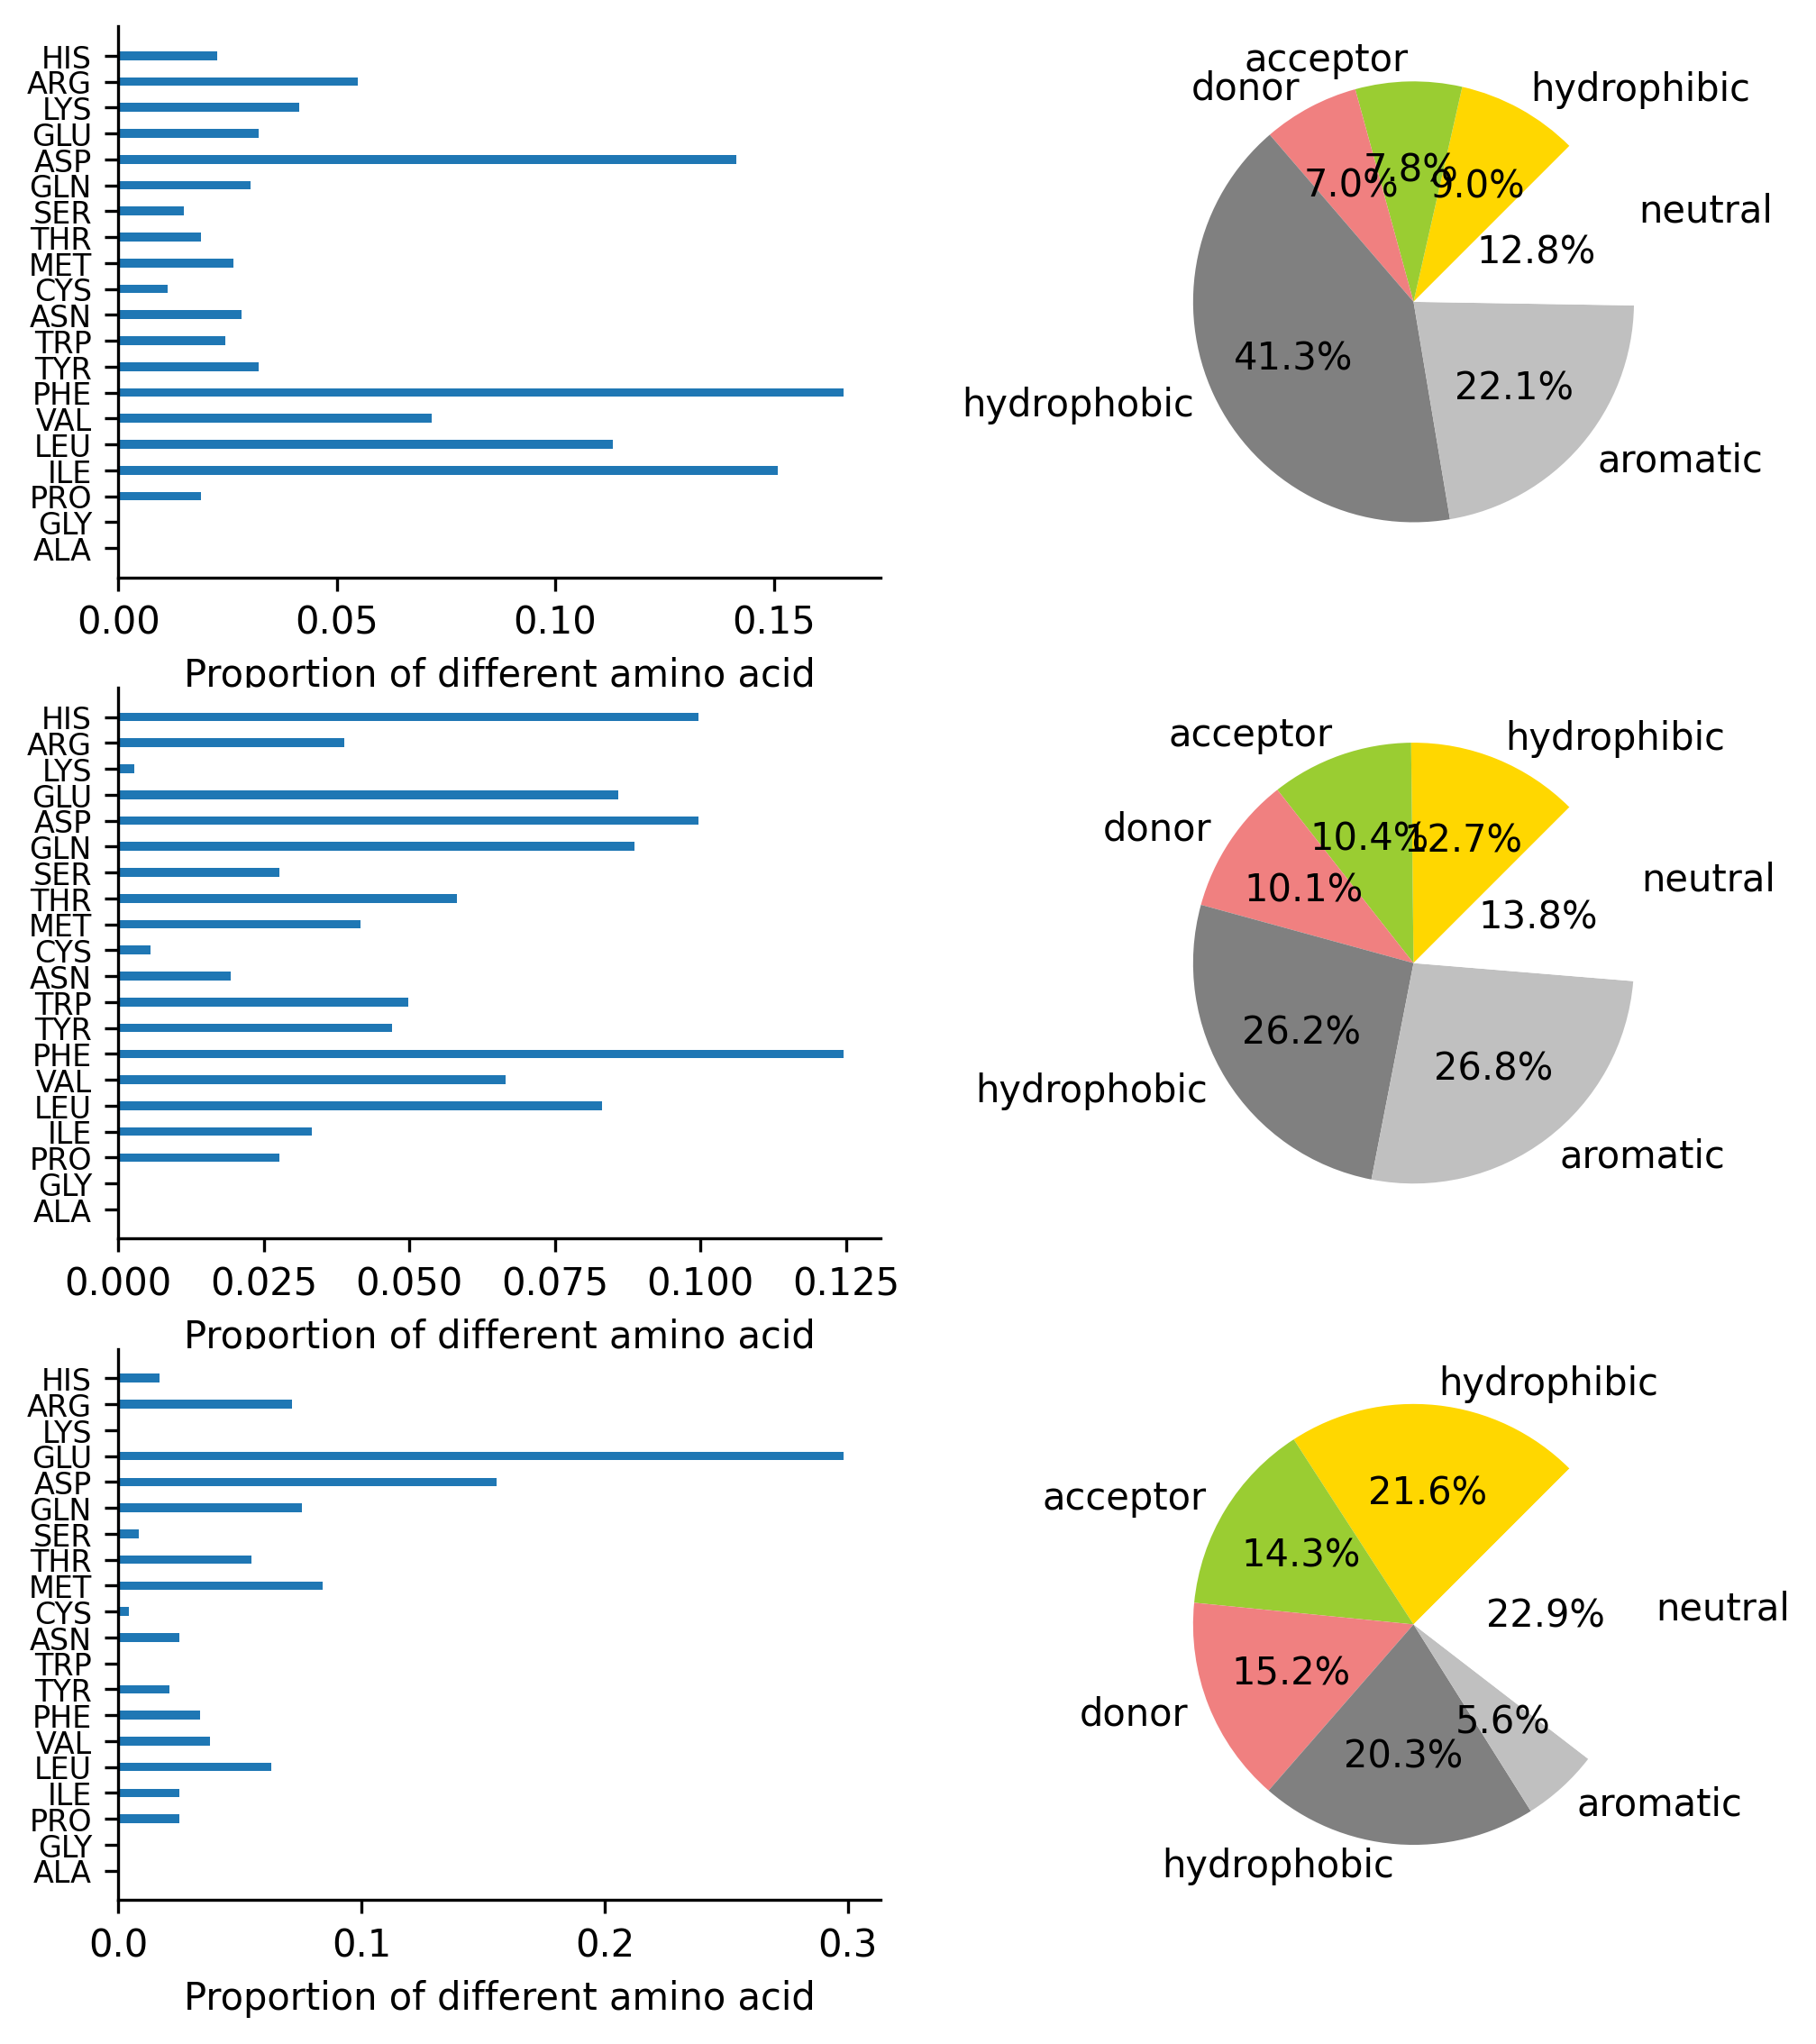 HIS
ARG
LYS
GLU
ASP
GLN
SER
THR
MET
CYS
ASN
TRP
TYR
PHE
VAL
LEU
ILE
PRO
GLY
ALA
0.00 0.05 0.10 0.15
Proportion of different amino acid
acceptor
donor
hydrophibic
neutral
7.0%
7.8%
9.0%
12.8%
41.3%
22.1%
hydrophobic
aromatic
HIS
ARG
LYS
GLU
ASP
GLN
SER
THR
MET
CYS
ASN
TRP
TYR
PHE
VAL
LEU
ILE
PRO
GLY
ALA
0.000 0.025 0.050 0.075 0.100 0.125
Proportion of different amino acid
acceptor
hydrophibic
donor
neutral
10.4%
12.7%
10.1%
13.8%
26.2%
26.8%
hydrophobic
aromatic
HIS
ARG
LYS
GLU
ASP
GLN
SER
THR
MET
CYS
ASN
TRP
TYR
PHE
VAL
LEU
ILE
PRO
GLY
ALA
0.0 0.1 0.2 0.3
Proportion of different amino acid
hydrophibic
acceptor
21.6%
14.3%
22.9%
neutral
15.2%
donor
20.3%
5.6%
aromatic
hydrophobic